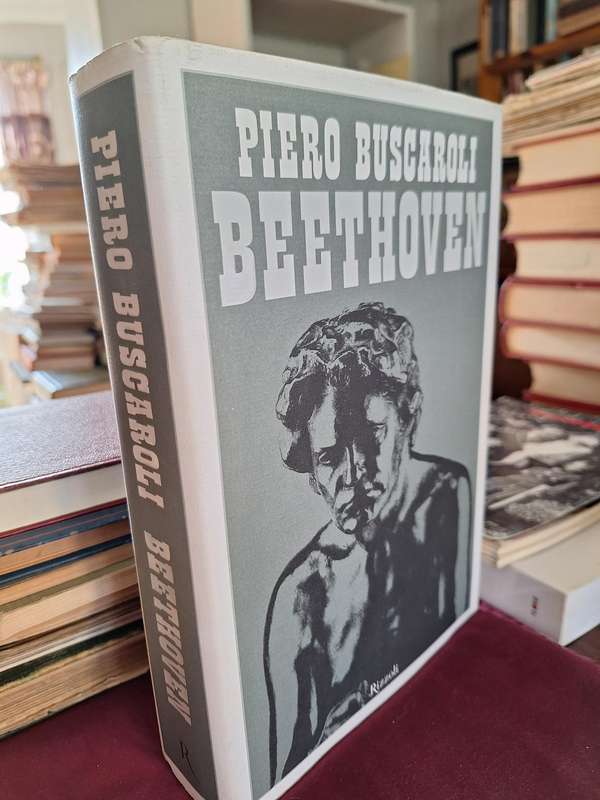 PIERO BUSCAROLI
BEETHOVEN
Rizzoli
PIERO BUSCAROLI BEETHOVEN
R